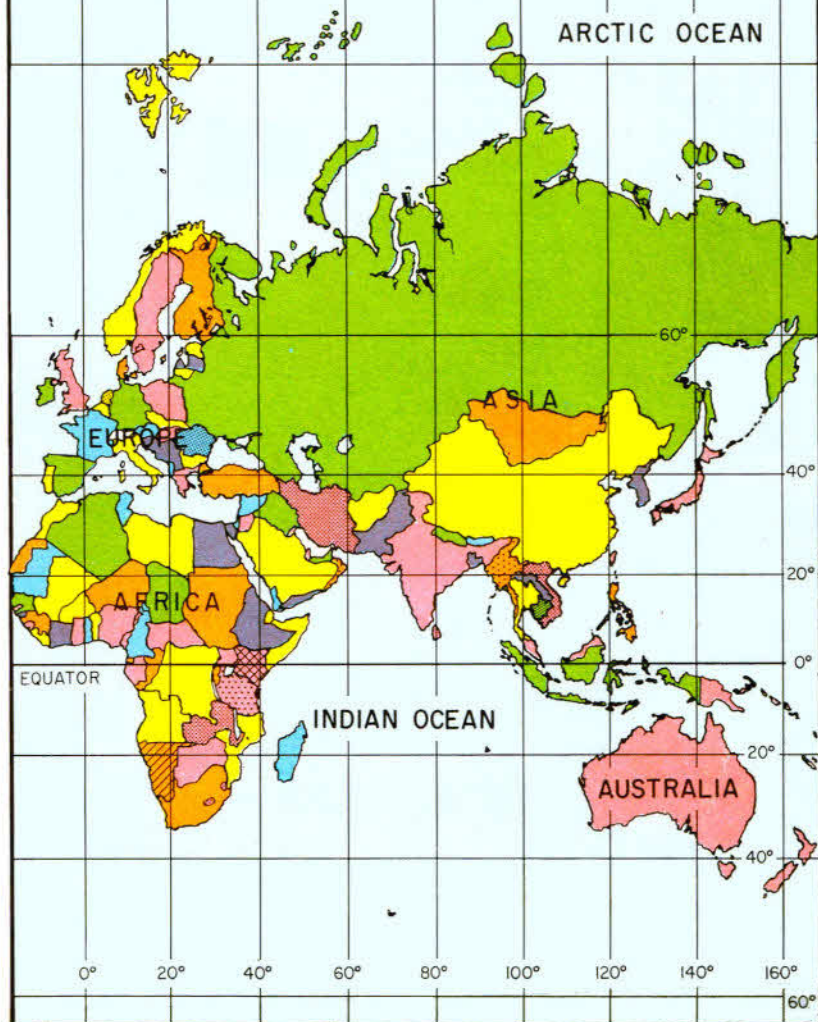 ARCTIC OCEAN
60°
ASIA
EUROPE
40°
20°
AFRICA
0°
EQUATOR
INDIAN OCEAN
20°
AUSTRALIA
40°
0° 20° 40° 60° 80° 100° 120° 140° 160°
60°